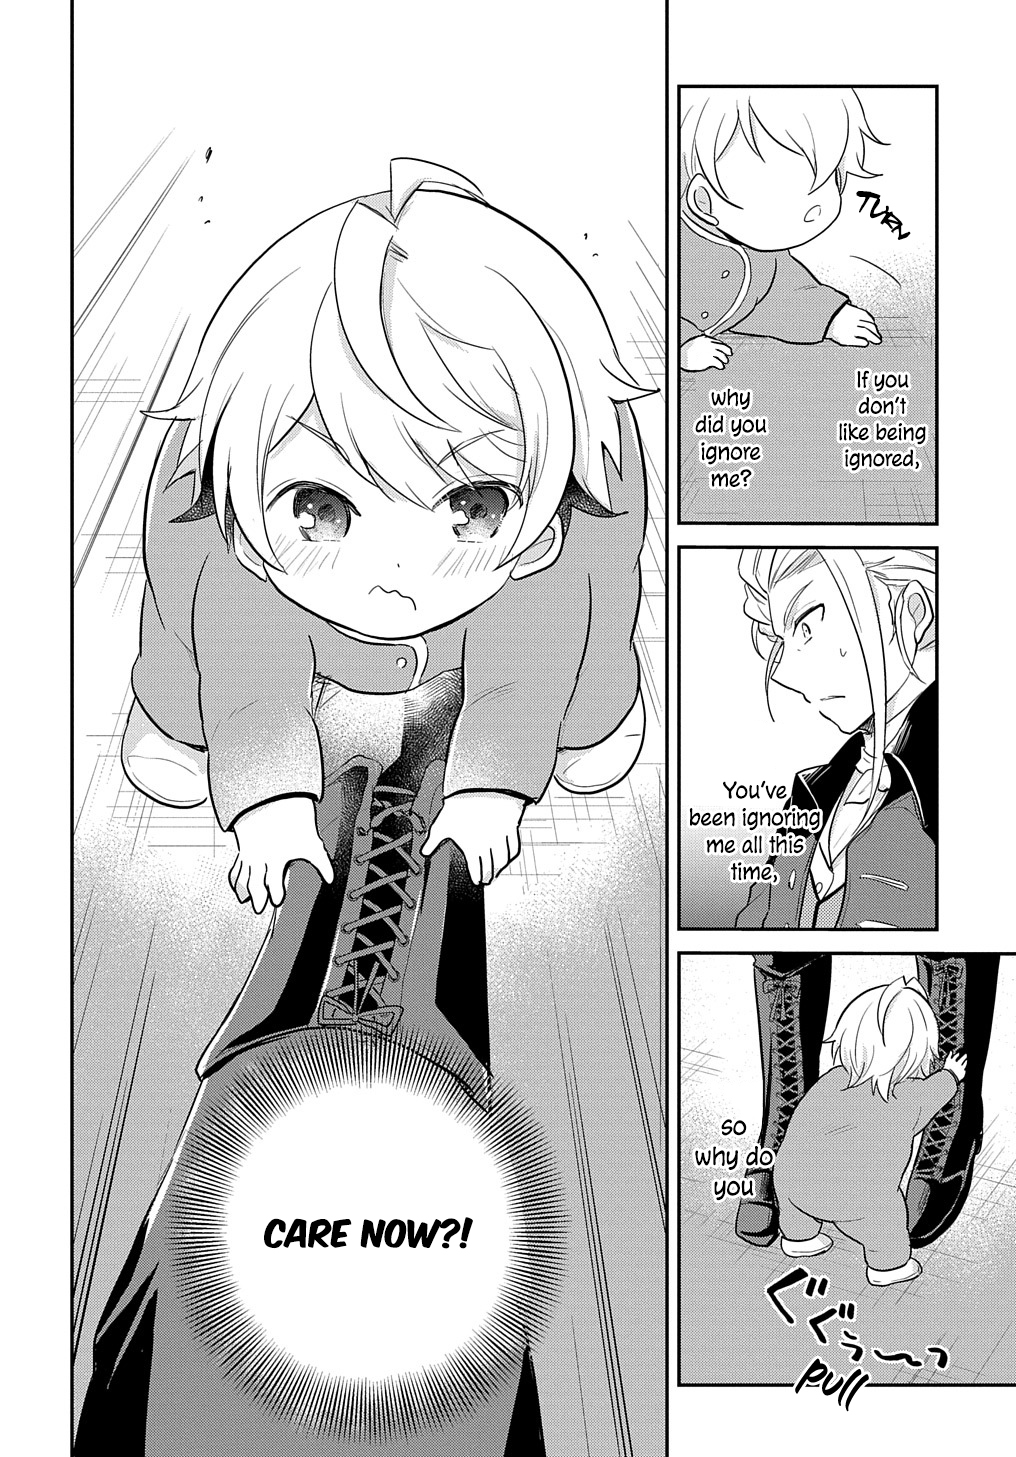 TURN
If you
don't
like being
ignored,
why
did you
ignore
me?
You've
been ignoring
me all this
time,
so
why do
you
ぐぐぅ〜〜っ
pull
CARE NOW?!